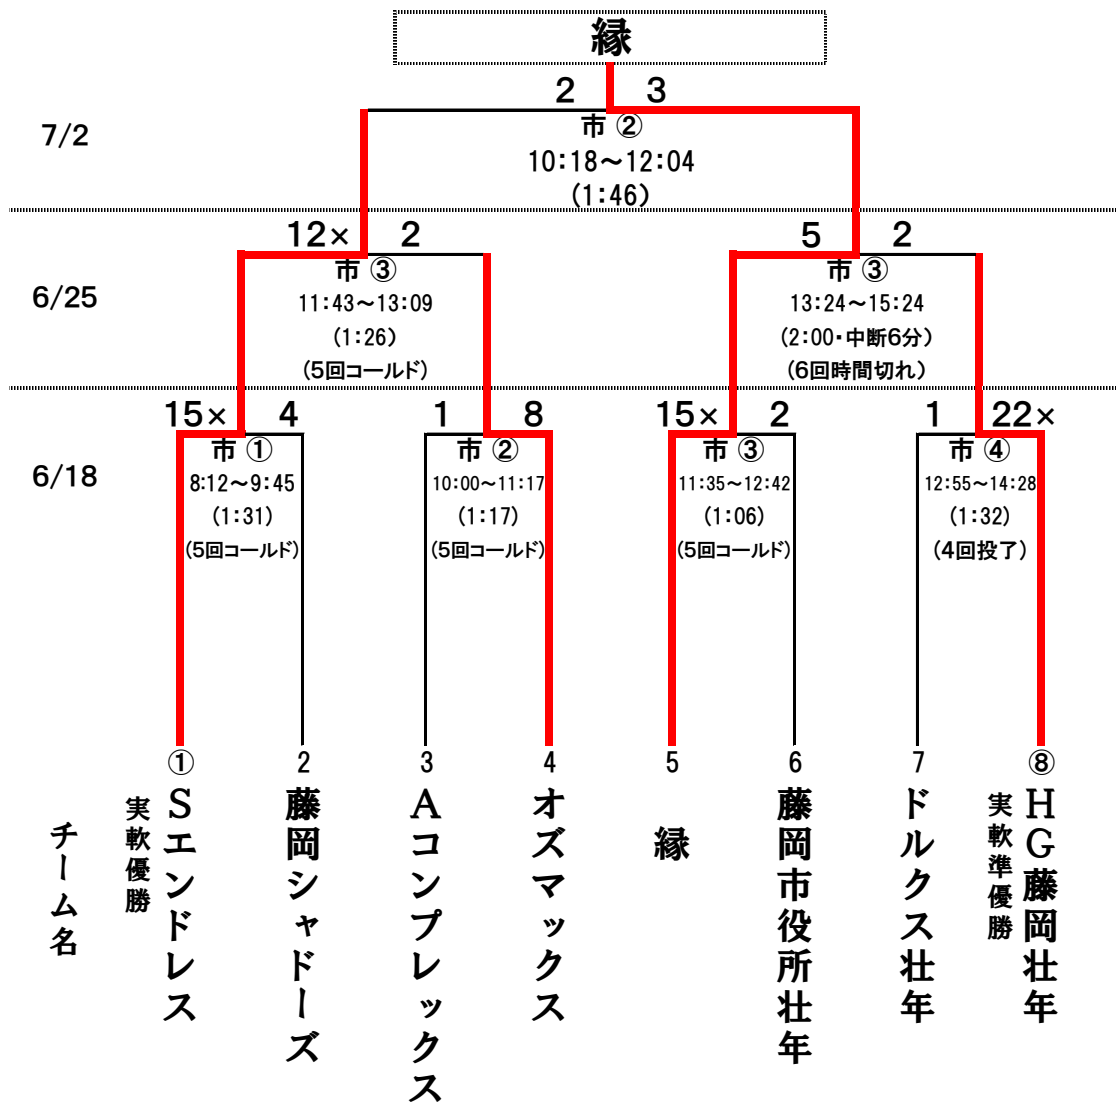 縁
2 3
7/2
市 ②
10:18～12:04
(1:46)
12× 2
5 2
6/25
市 ③
11:43～13:09
(1:26)
(5回コールド)
市 ③
13:24～15:24
(2:00・中断6分)
(6回時間切れ)
15× 4
1 8
15× 2
1 22×
6/18
市 ①
8:12～9:45
(1:31)
(5回コールド)
市 ②
10:00～11:17
(1:17)
(5回コールド)
市 ③
11:35～12:42
(1:06)
(5回コールド)
市 ④
12:55～14:28
(1:32)
(4回投了)
① 2 3 4 5 6 7 ⑧
チーム名
実軟優勝
Sエンドレス
藤岡シャドーズ
Aコンプレックス
オズマックス
縁
藤岡市役所壮年
ドルクス壮年
実軟準優勝
HG藤岡壮年